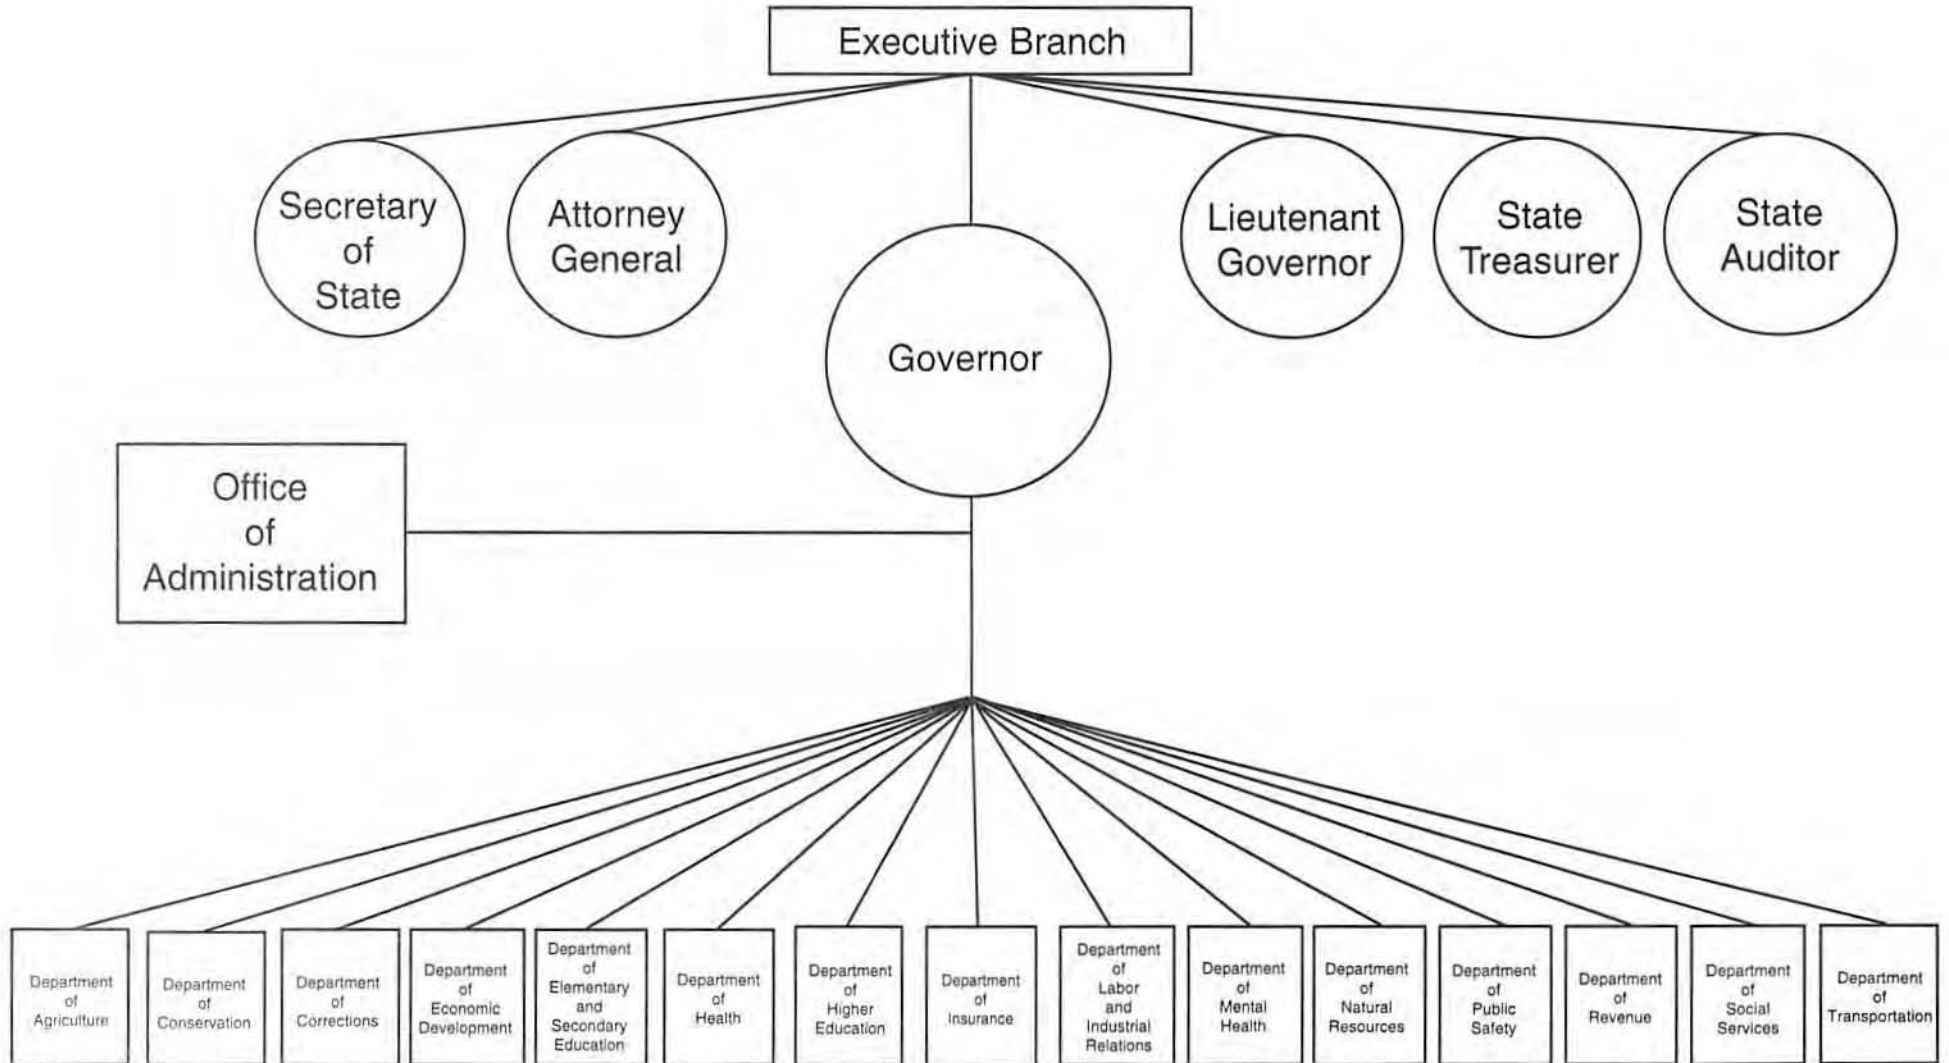 Executive Branch
Secretary
of
State
Attorney
General
Governor
Lieutenant
Governor
State
Treasurer
State
Auditor
Office
of
Administration
Department
of
Agriculture
Department
of
Conservation
Department
of
Corrections
Department
of
Economic
Development
Department
of
Elementary
and
Secondary
Education
Department
of
Health
Department
of
Higher
Education
Department
of
Insurance
Department
of
Labor
and
Industrial
Relations
Department
of
Mental
Health
Department
of
Natural
Resources
Department
of
Public
Safety
Department
of
Revenue
Department
of
Social
Services
Department
of
Transportation